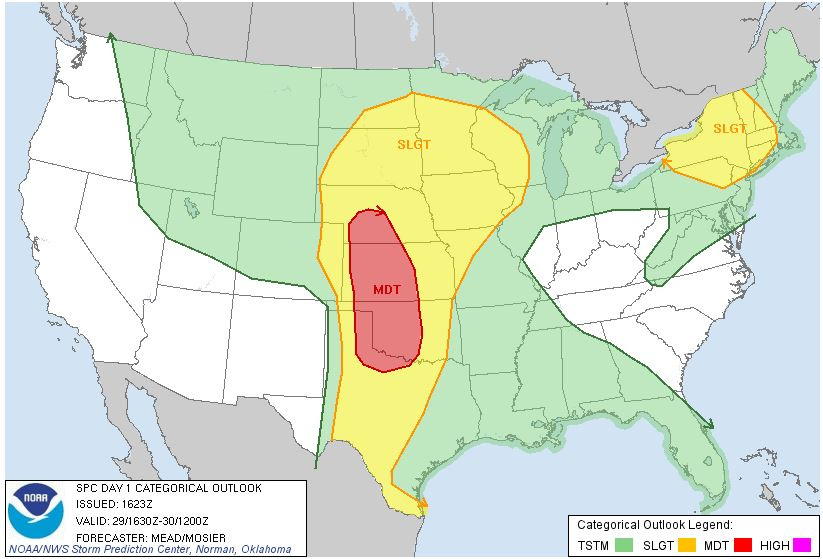 SLGT
SLGT
MDT
NOAA
SPC DAY 1 CATEGORICAL OUTLOOK
ISSUED: 1623Z
VALID: 29/1630Z-30/1200Z
FORECASTER: MEAD/MOSIER
NOAA/NWS Storm Prediction Center, Norman, Oklahoma
Categorical Outlook Legend:
TSTM SLGT MDT HIGH